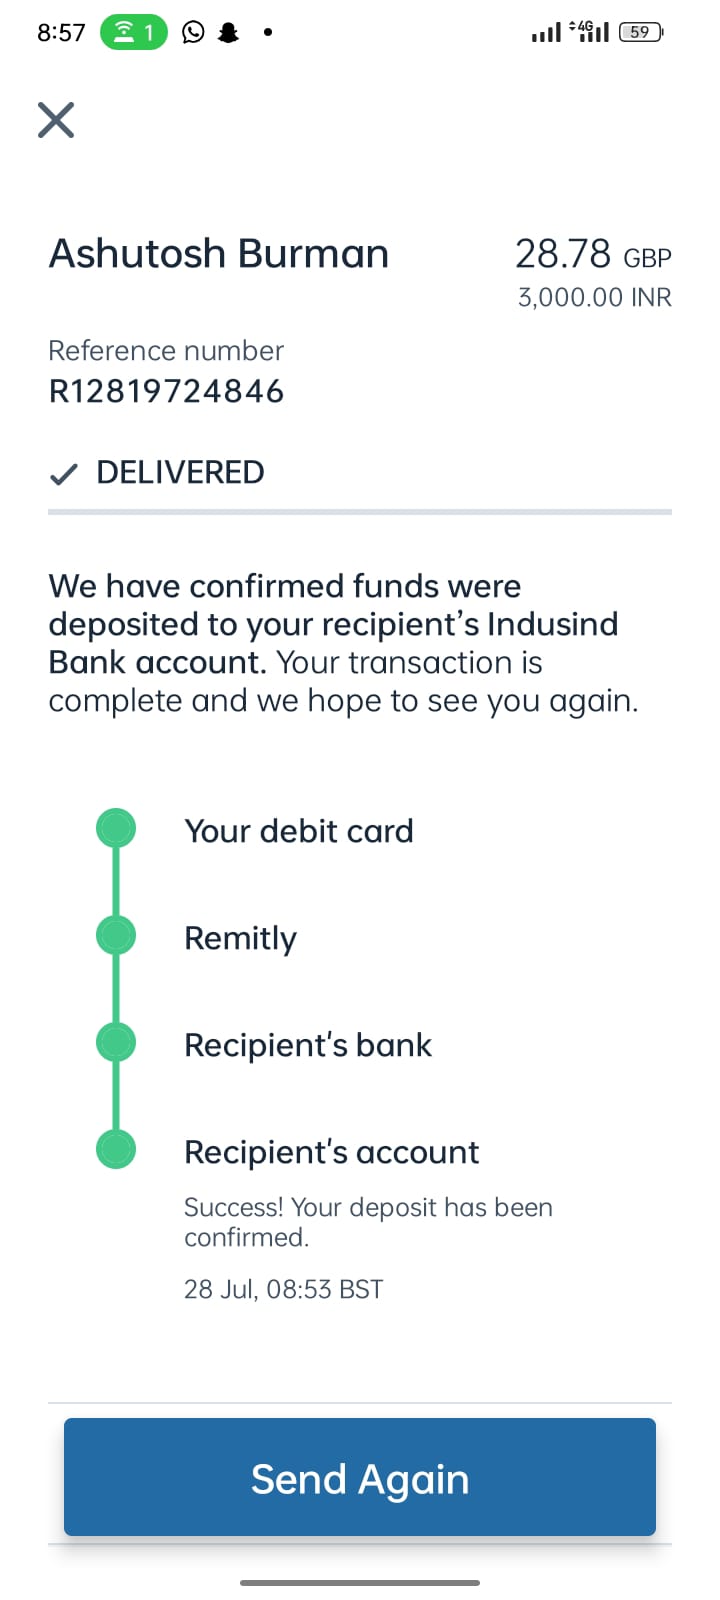 8:57 1 4G 59
Ashutosh Burman 28.78 GBP
3,000.00 INR
Reference number
R12819724846
DELIVERED
We have confirmed funds were
deposited to your recipient’s Indusind
Bank account. Your transaction is
complete and we hope to see you again.
Your debit card
Remitly
Recipient's bank
Recipient's account
Success! Your deposit has been
confirmed.
28 Jul, 08:53 BST
Send Again